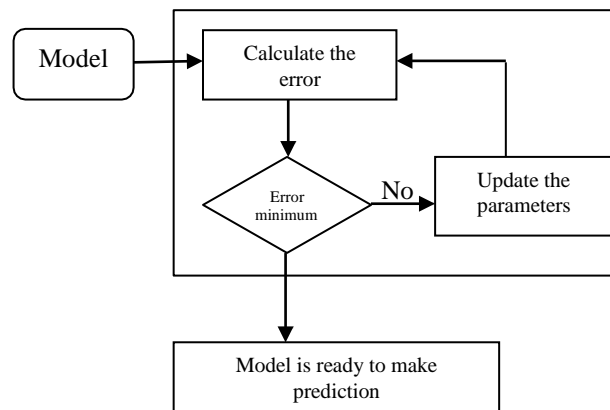 Model
Calculate the
error
Error
minimum
No
Update the
parameters
Model is ready to make
prediction